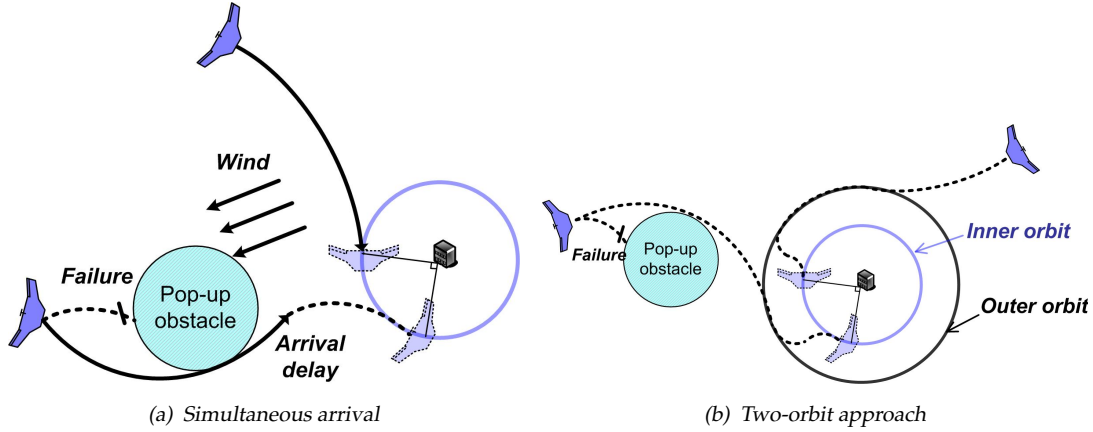 Wind
Failure
Pop-up
obstacle
Arrival
delay
(a) Simultaneous arrival
Failure
Pop-up
obstacle
Inner orbit
Outer orbit
(b) Two-orbit approach